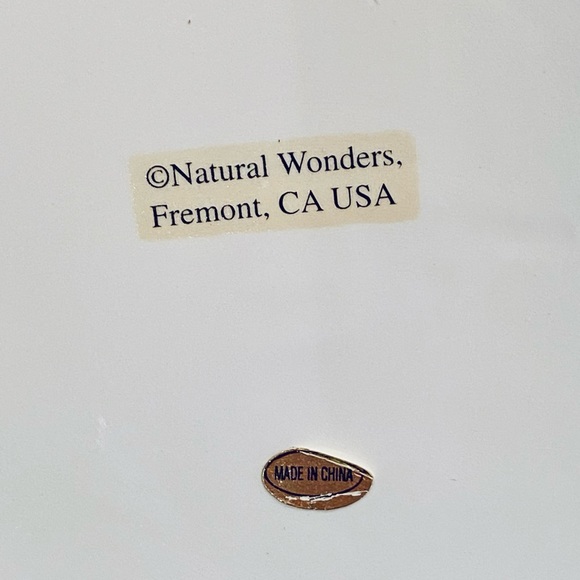 ©Natural Wonders,
Fremont, CA USA
MADE IN CHINA